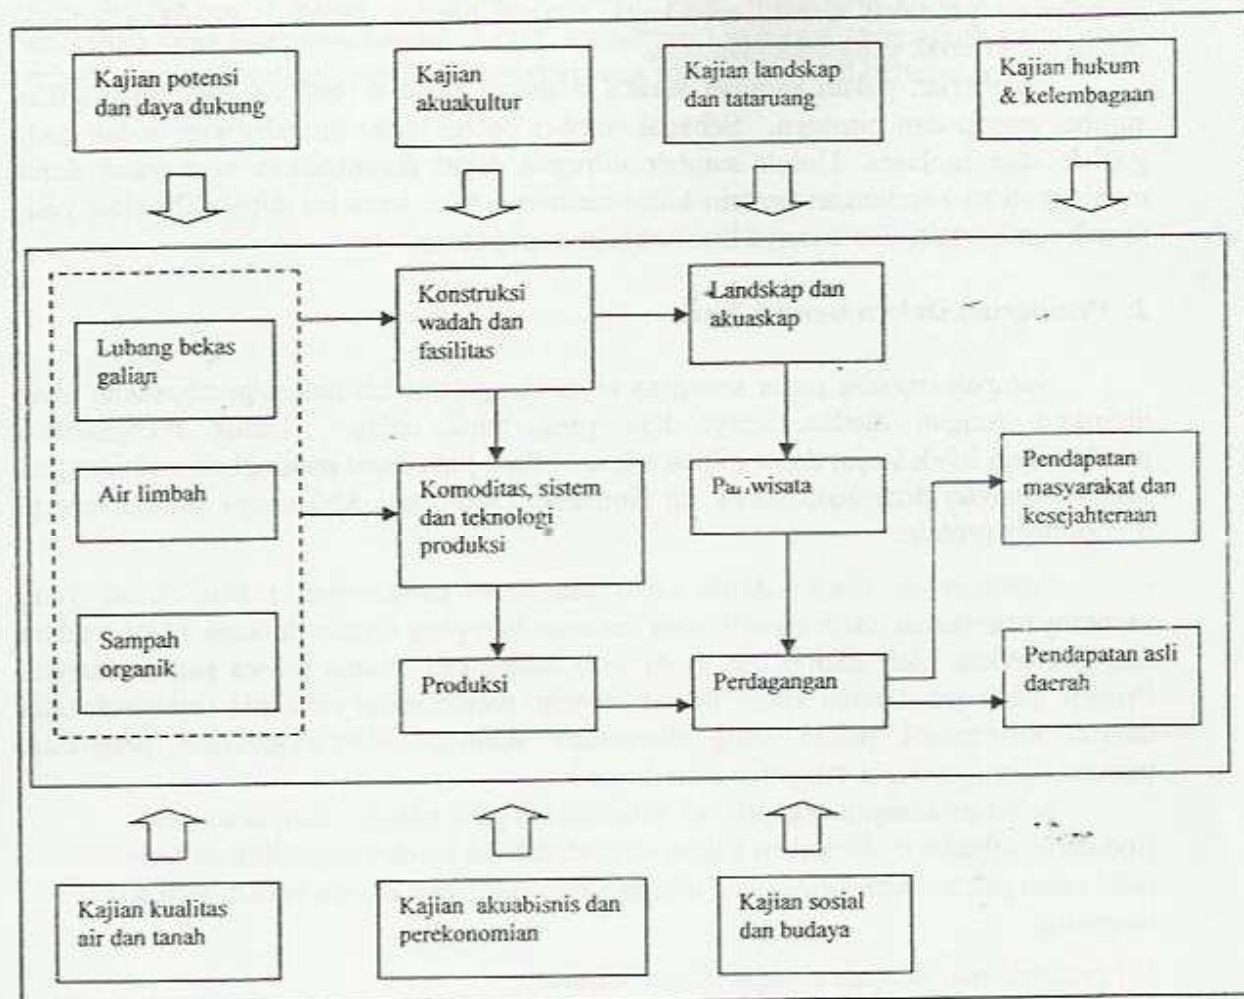 Kajian potensi
dan daya dukung
Kajian
akuakultur
Kajian landskap
dan tataruang
Kajian hukum
& kelembagaan
Lubang bekas
galian
Air limbah
Sampah
organik
Konstruksi
wadah dan
fasilitas
Landskap dan
akuaskap
Komoditas, sistem
dan teknologi
produksi
Pariwisata
Pendapatan
masyarakat dan
kesejahteraan
Produksi
Perdagangan
Pendapatan asli
daerah
Kajian kualitas
air dan tanah
Kajian akuabisnis dan
perekonomian
Kajian sosial
dan budaya